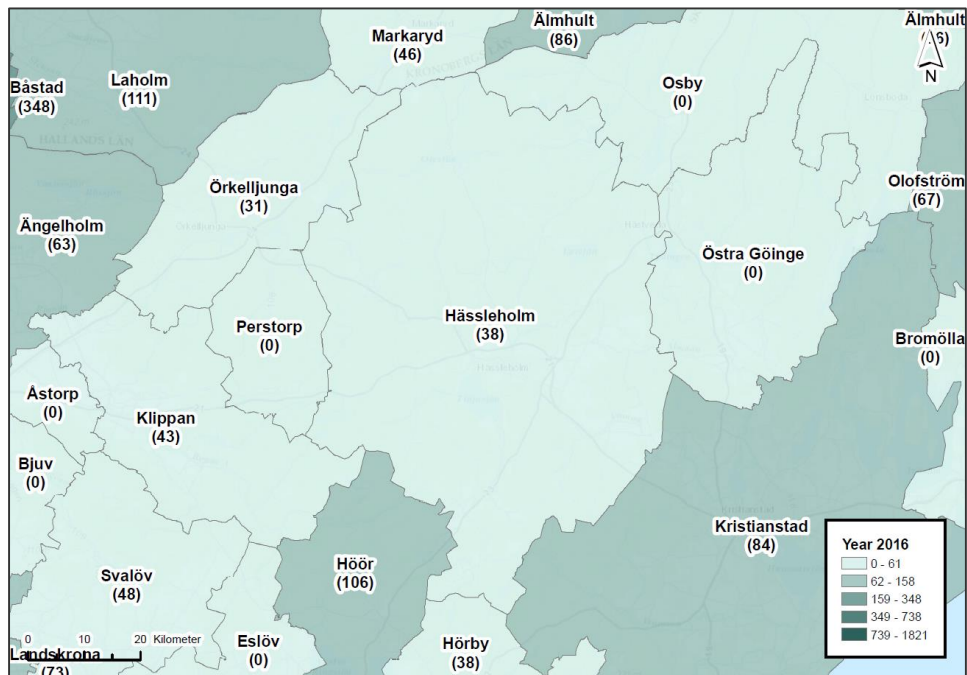 Markaryd
(46)
Älmhult
(86)
Älmhult
N
Båstad
(348)
Laholm
(111)
Osby
(0)
HALLANDS LÄN
KRONOBERGS LÄN
Örkelljunga
(31)
Olofström
(67)
Ängelholm
(63)
Östra Göinge
(0)
Perstorp
(0)
Hässleholm
(38)
Bromölla
(0)
Åstorp
(0)
Klippan
(43)
Bjuv
(0)
Kristianstad
(84)
Höör
(106)
Svalöv
(48)
Eslöv
(0)
Hörby
(38)
Landskrona
(73)
0 10 20 Kilometer
Year 2016
0 - 61
62 - 158
159 - 348
349 - 738
739 - 1821